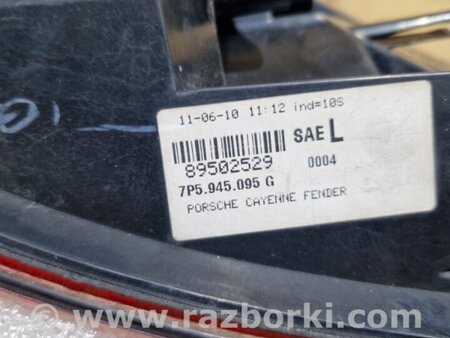 11-06-10 11:12 ind=10S
SAE L
89502529
0004
7P5.945.095 G
PORSCHE CAYENNE FENDER
www.razborki.com